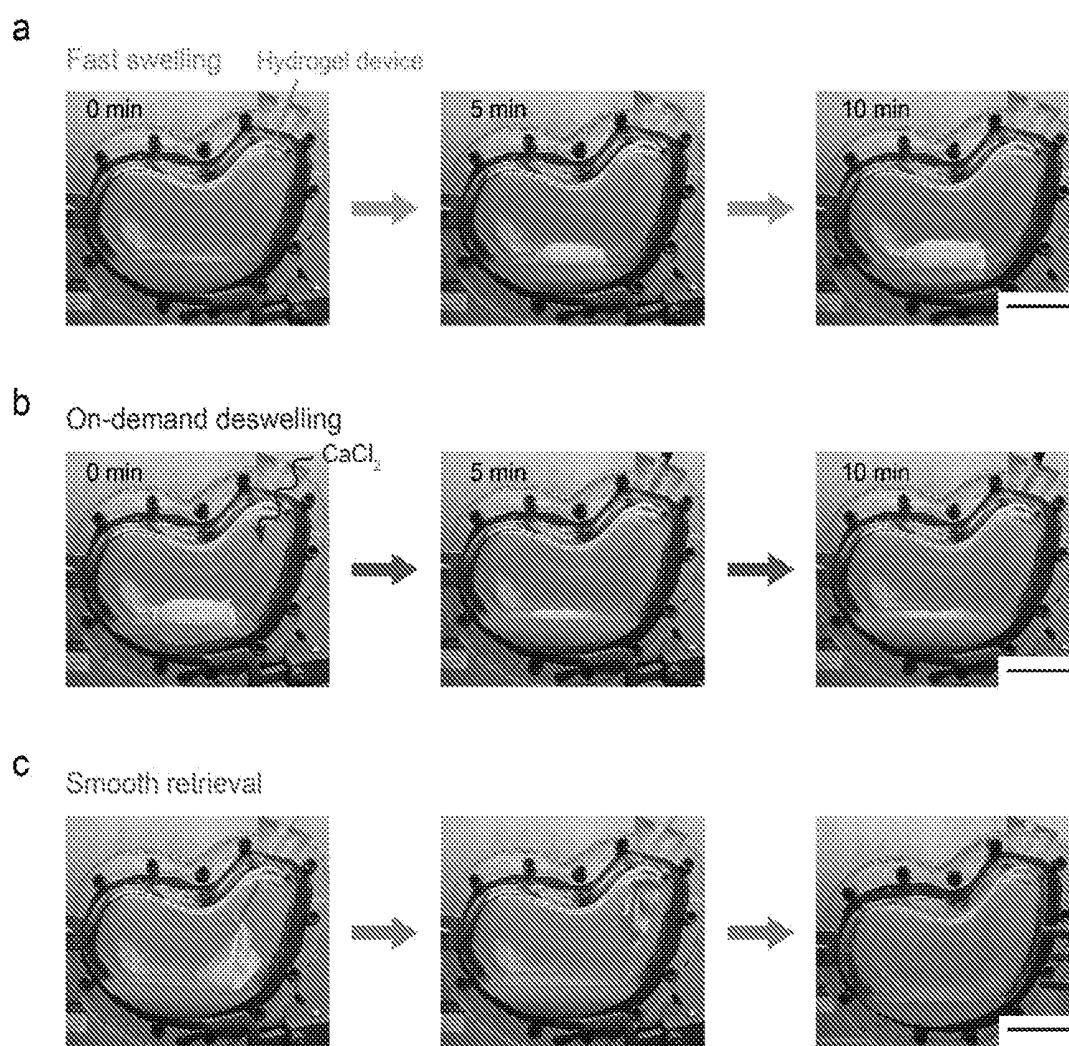 a
Fast swelling Hydrogel device
0 min 5 min 10 min
b
On-demand deswelling
CaCl₂
0 min 5 min 10 min
c
Smooth retrieval